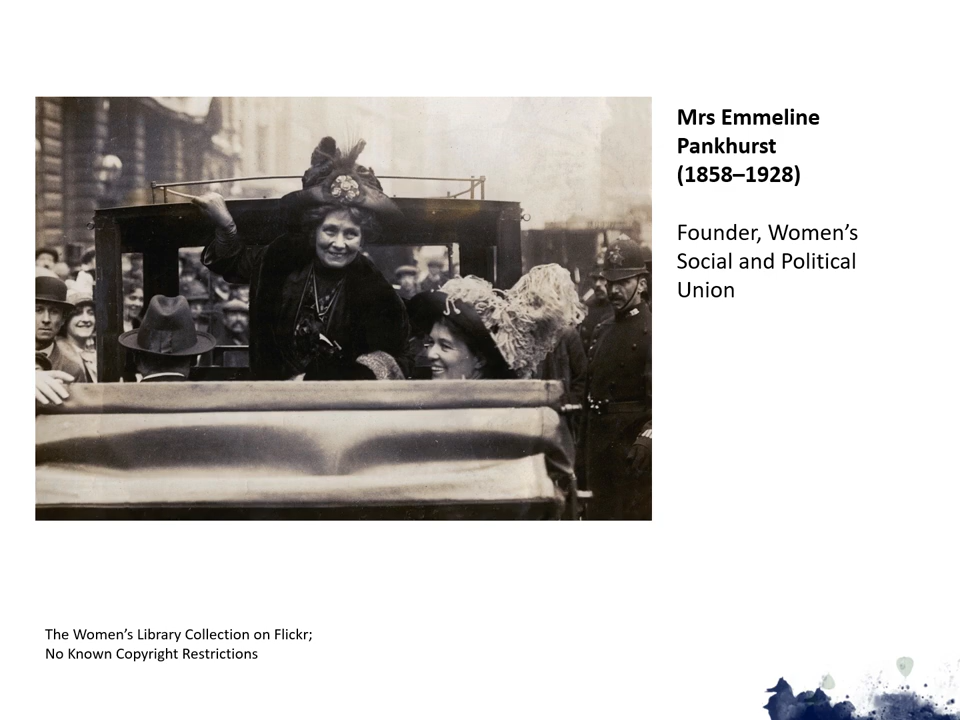 Mrs Emmeline
Pankhurst
(1858–1928)
Founder, Women’s
Social and Political
Union
The Women’s Library Collection on Flickr;
No Known Copyright Restrictions